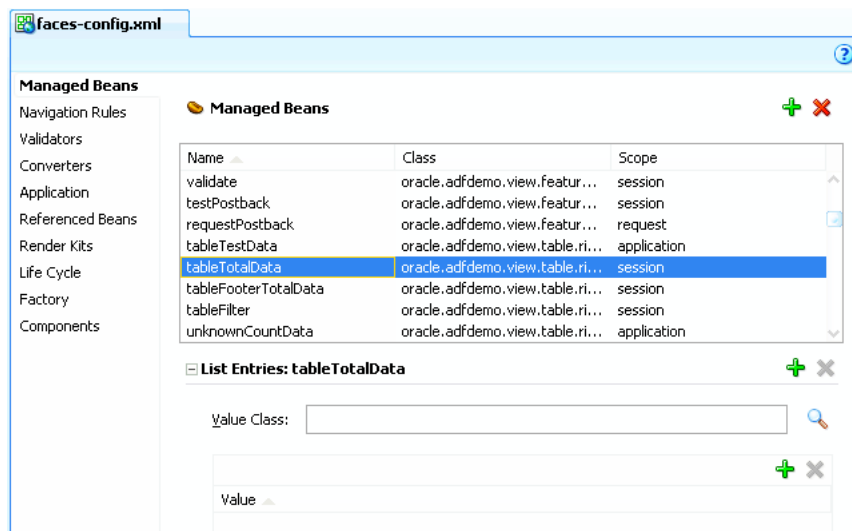 faces-config.xml
?
Managed Beans
Navigation Rules
Validators
Converters
Application
Referenced Beans
Render Kits
Life Cycle
Factory
Components
Managed Beans
Name Class Scope
validate oracle.adfdemo.view.featur... session
testPostback oracle.adfdemo.view.featur... session
requestPostback oracle.adfdemo.view.featur... request
tableTestData oracle.adfdemo.view.table.ri... application
tableTotalData oracle.adfdemo.view.table.ri... session
tableFooterTotalData oracle.adfdemo.view.table.ri... session
tableFilter oracle.adfdemo.view.table.ri... session
unknownCountData oracle.adfdemo.view.table.ri... application
List Entries: tableTotalData
Value Class:
Value